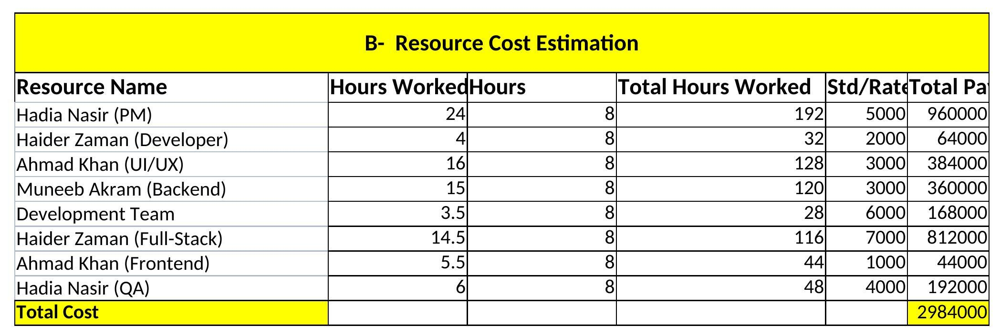 B-  Resource Cost Estimation
Resource Name Hours Worked Hours Total Hours Worked Std/Rate Total Pay
Hadia Nasir (PM) 24 8 192 5000 960000
Haider Zaman (Developer) 4 8 32 2000 64000
Ahmad Khan (UI/UX) 16 8 128 3000 384000
Muneeb Akram (Backend) 15 8 120 3000 360000
Development Team 3.5 8 28 6000 168000
Haider Zaman (Full-Stack) 14.5 8 116 7000 812000
Ahmad Khan (Frontend) 5.5 8 44 1000 44000
Hadia Nasir (QA) 6 8 48 4000 192000
Total Cost 2984000